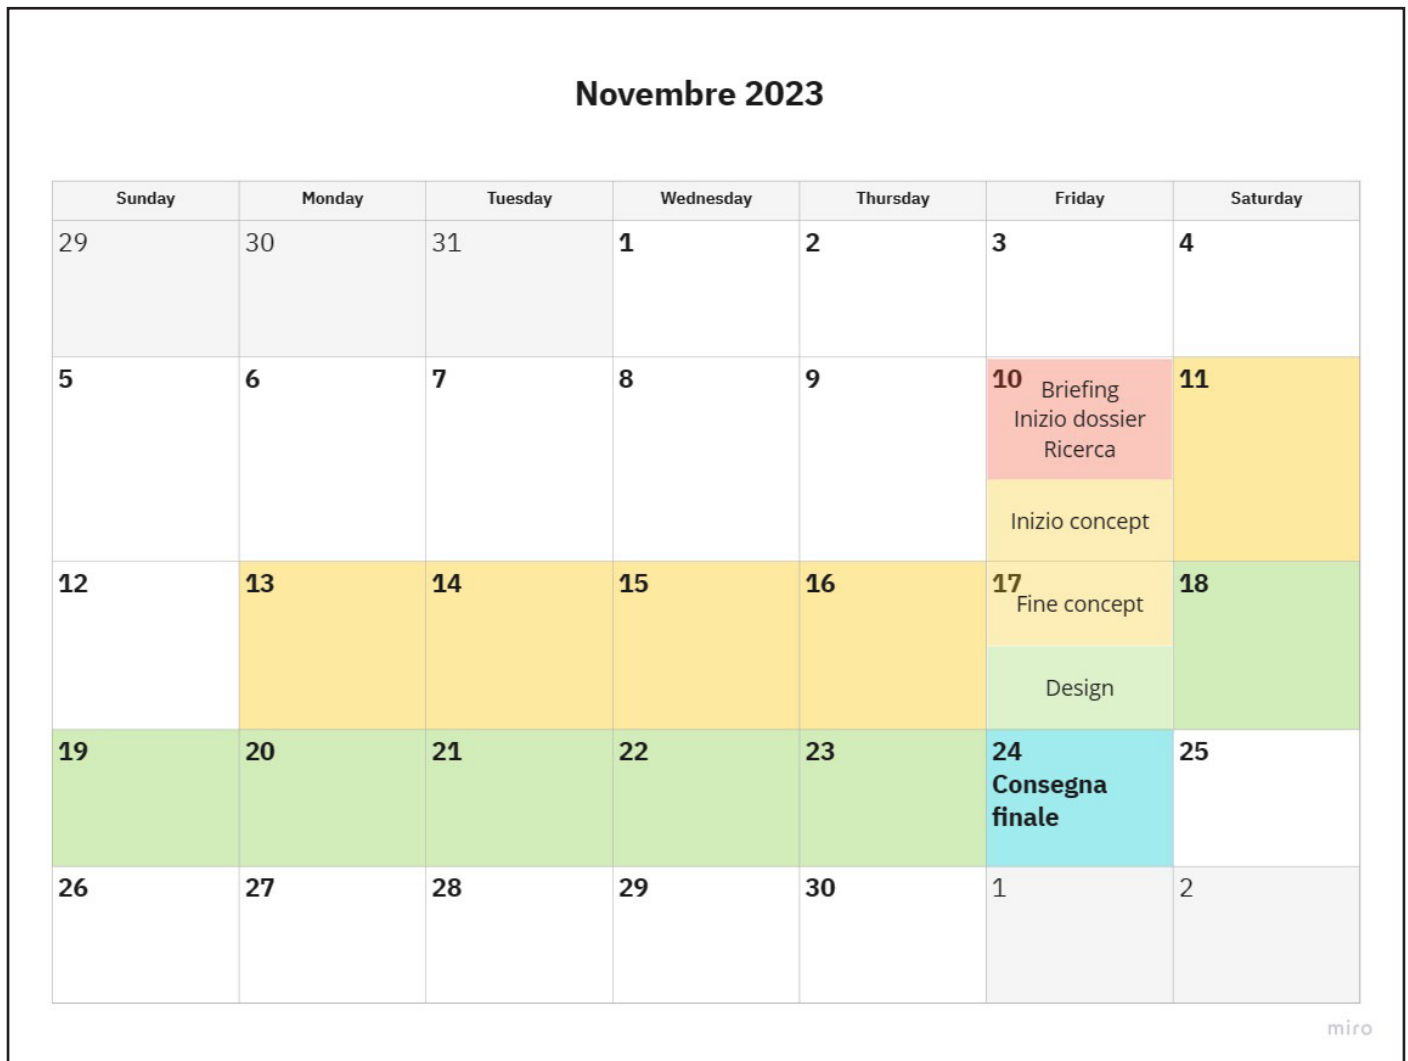 Novembre 2023
Sunday Monday Tuesday Wednesday Thursday Friday Saturday
29 30 31 1 2 3 4
5 6 7 8 9 10 11
Briefing
Inizio dossier
Ricerca
Inizio concept
12 13 14 15 16 17 18
Fine concept
Design
19 20 21 22 23 24 25
Consegna
finale
26 27 28 29 30 1 2
miro